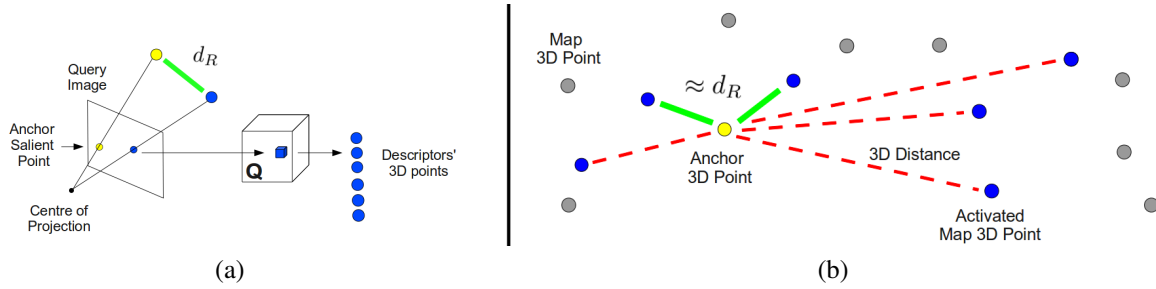 Query
Image
d_R
Anchor
Salient
Point
Q
Descriptors'
3D points
Centre of
Projection
(a)
Map
3D Point
≈ d_R
Anchor
3D Point
3D Distance
Activated
Map 3D Point
(b)